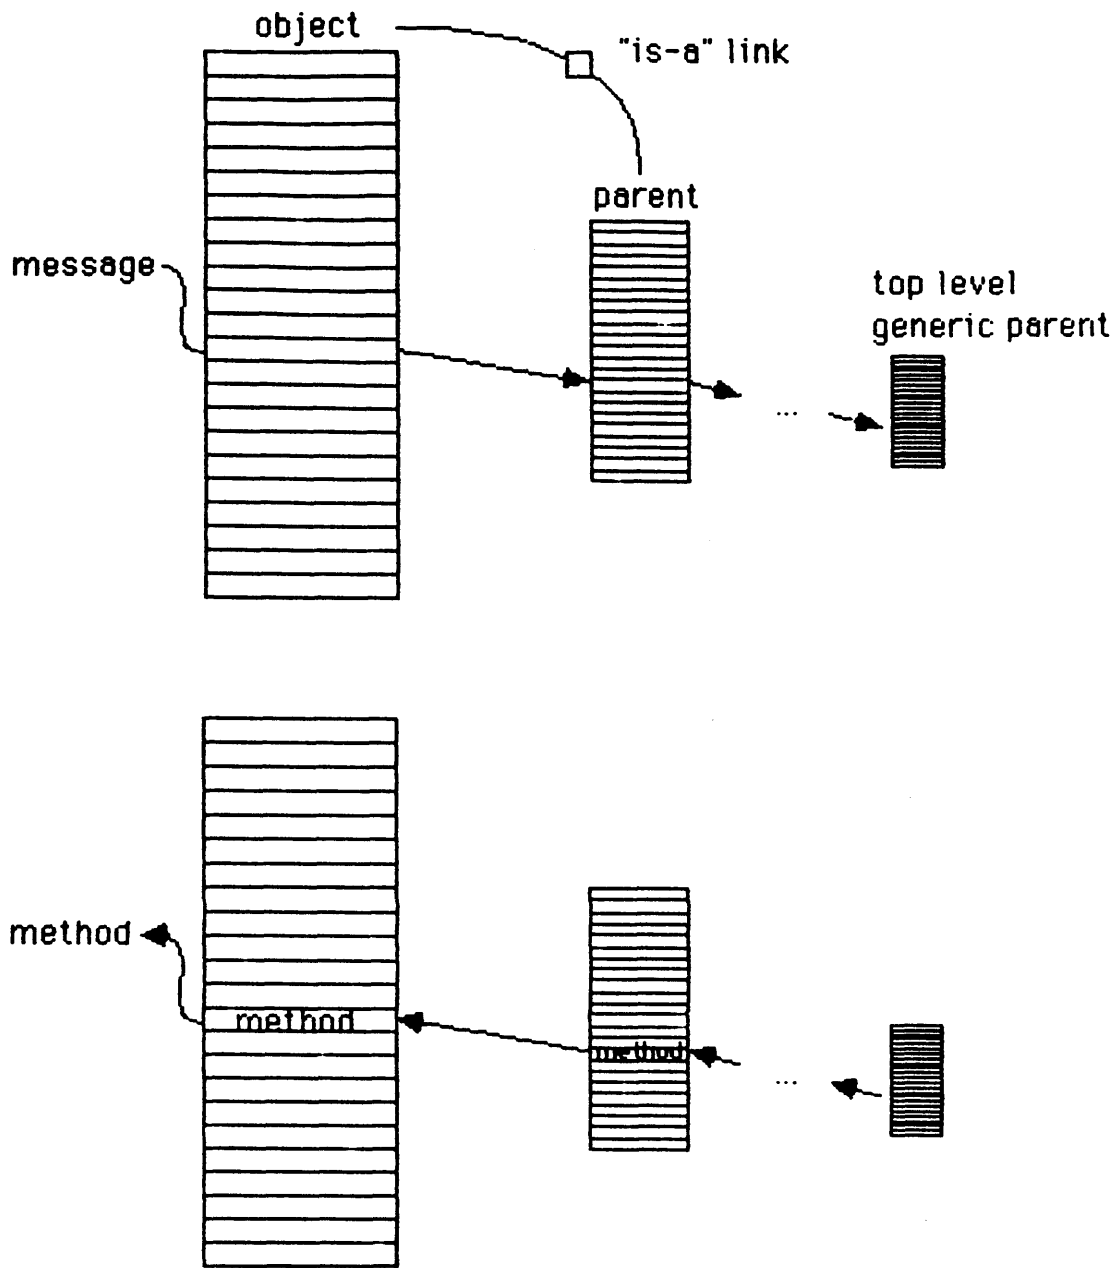 object
"is-a" link
parent
message
top level
generic parent
...
method
method
method
...